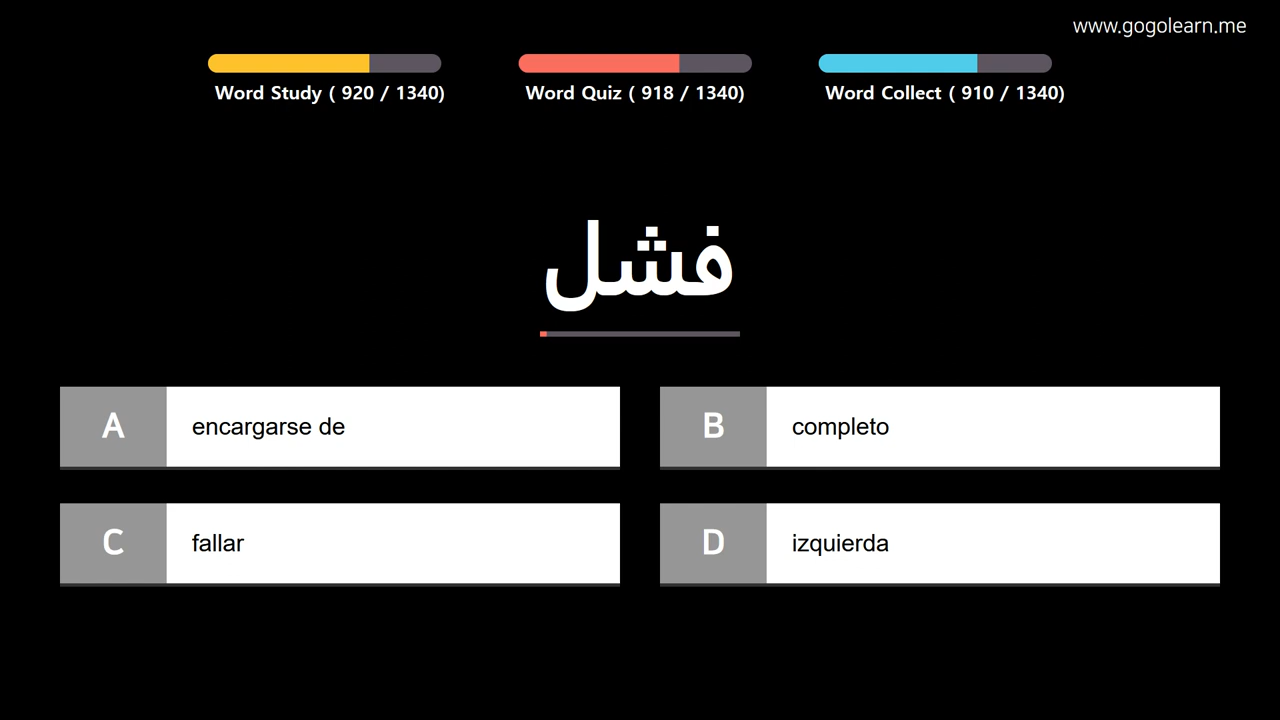 www.gogolearn.me
Word Study ( 920 / 1340)
Word Quiz ( 918 / 1340)
Word Collect ( 910 / 1340)
فشل
A encargarse de
B completo
C fallar
D izquierda